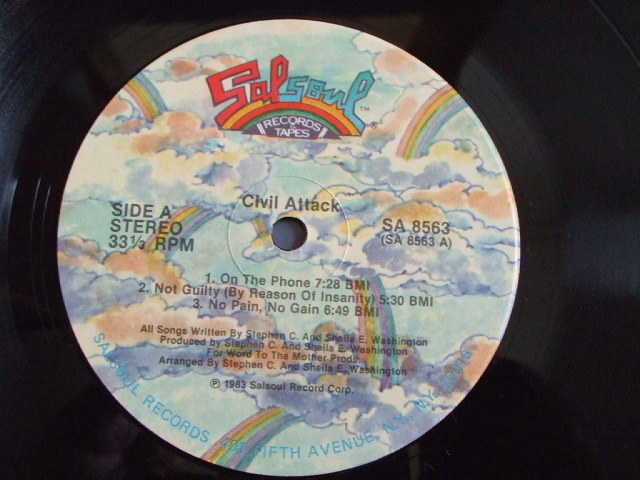 Salsoul TM
RECORDS
& TAPES
Civil Attack
SIDE A
STEREO
33⅓ RPM
SA 8563
(SA 8563 A)
1. On The Phone 7:28 BMI
2. Not Guilty (By Reason Of Insanity) 5:30 BMI
3. No Pain, No Gain 6:49 BMI
All Songs Written By Stephen C. And Sheila E. Washington
Produced by Stephen C. And Sheila E. Washington
For Word To The Mother Prods.
Arranged By Stephen C. And Sheila E. Washington
℗ 1983 Salsoul Record Corp.
SALSOUL RECORDS, FIFTH AVENUE, N.Y., N.Y.